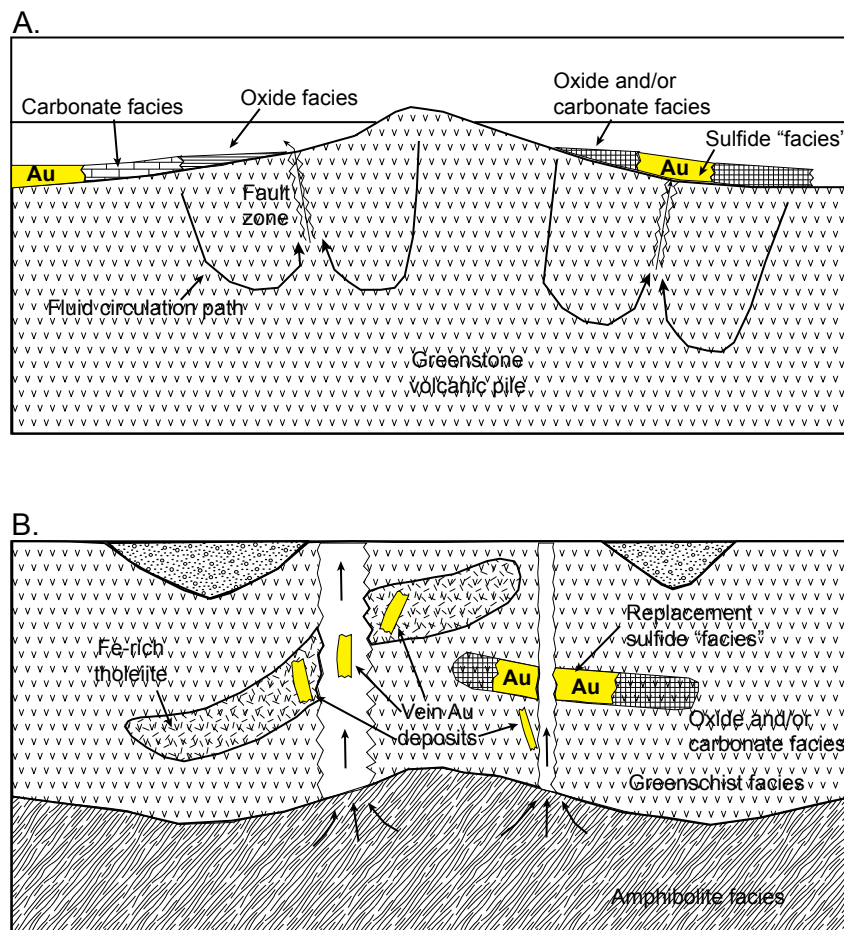 A.
Carbonate facies
Oxide facies
Oxide and/or
carbonate facies
Sulfide "facies"
Au
Au
Fault
zone
Fluid circulation path
Greenstone
volcanic pile
B.
Fe-rich
tholeiite
Vein Au
deposits
Replacement
sulfide "facies"
Au
Au
Oxide and/or
carbonate facies
Greenschist facies
Amphibolite facies